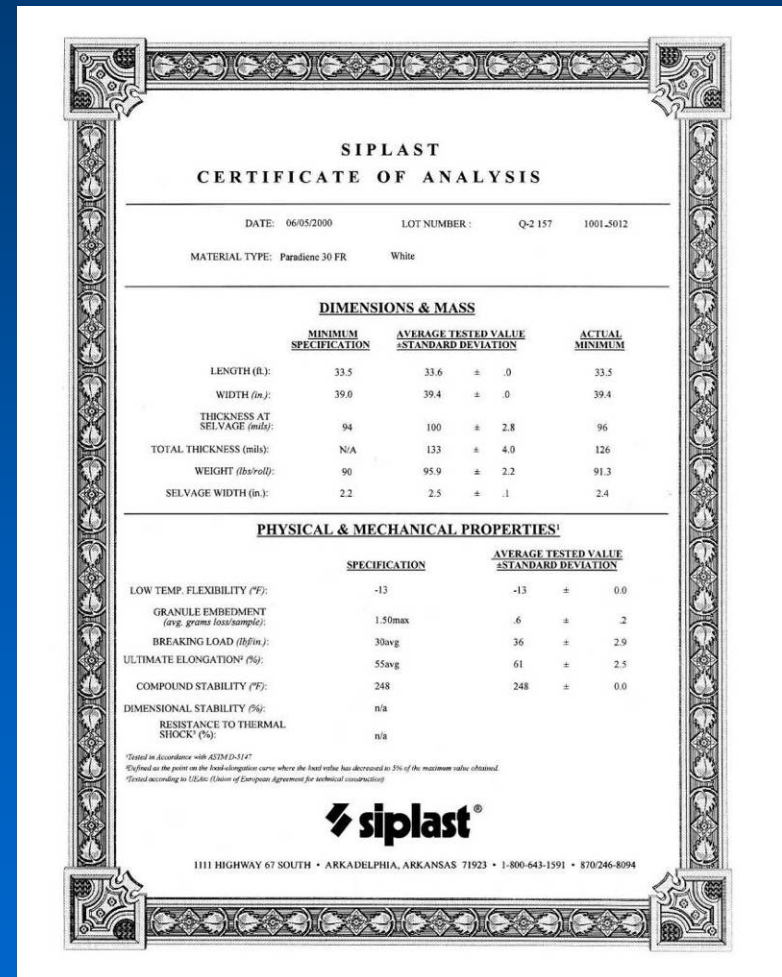 SIPLAST
CERTIFICATE OF ANALYSIS
DATE: 06/05/2000 LOT NUMBER : Q-2 157 1001-5012
MATERIAL TYPE: Paradiene 30 FR White
DIMENSIONS & MASS
MINIMUM SPECIFICATION AVERAGE TESTED VALUE ±STANDARD DEVIATION ACTUAL MINIMUM
LENGTH (ft.): 33.5 33.6 ± .0 33.5
WIDTH (in.): 39.0 39.4 ± .0 39.4
THICKNESS AT
SELVAGE (mils): 94 100 ± 2.8 96
TOTAL THICKNESS (mils): N/A 133 ± 4.0 126
WEIGHT (lbs/roll): 90 95.9 ± 2.2 91.3
SELVAGE WIDTH (in.): 2.2 2.5 ± .1 2.4
PHYSICAL & MECHANICAL PROPERTIES¹
SPECIFICATION AVERAGE TESTED VALUE ±STANDARD DEVIATION
LOW TEMP. FLEXIBILITY (°F): -13 -13 ± 0.0
GRANULE EMBEDMENT
(avg. grams loss/sample): 1.50max .6 ± .2
BREAKING LOAD (lbf/in.): 30avg 36 ± 2.9
ULTIMATE ELONGATION² (%): 55avg 61 ± 2.5
COMPOUND STABILITY (°F): 248 248 ± 0.0
DIMENSIONAL STABILITY (%): n/a
RESISTANCE TO THERMAL
SHOCK³ (%): n/a
¹Tested in Accordance with ASTM D-5147
²Defined as the point on the load-elongation curve where the load value has decreased to 5% of the maximum value obtained.
³Tested according to UEAtc (Union of European Agreement for technical construction)
siplast®
1111 HIGHWAY 67 SOUTH • ARKADELPHIA, ARKANSAS 71923 • 1-800-643-1591 • 870/246-8094